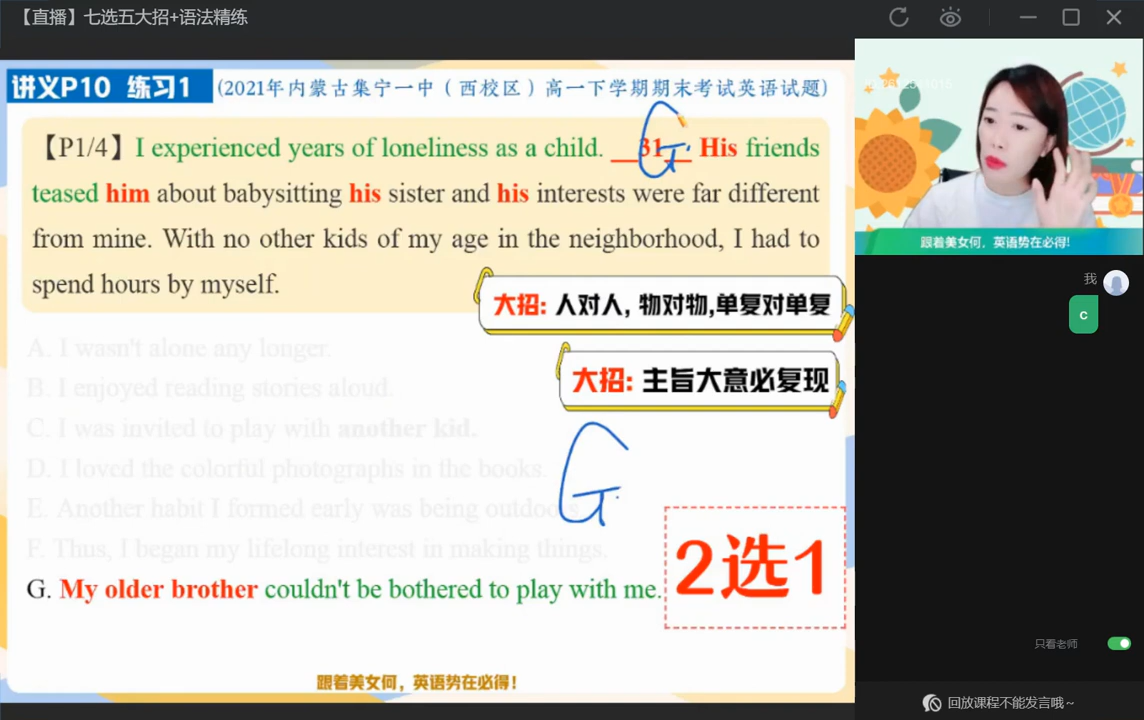 【直播】七选五大招+语法精练
讲义P10 练习1 (2021年内蒙古集宁一中（西校区）高一下学期期末考试英语试题)
【P1/4】I experienced years of loneliness as a child. __31__ His friends
G
teased him about babysitting his sister and his interests were far different
from mine. With no other kids of my age in the neighborhood, I had to
spend hours by myself.
大招: 人对人, 物对物,单复对单复
大招: 主旨大意必复现
A. I wasn't alone any longer.
B. I enjoyed reading stories aloud.
C. I was invited to play with another kid.
D. I loved the colorful photographs in the books.
E. Another habit I formed early was being outdoors.
F. Thus, I began my lifelong interest in making things.
G
G. My older brother couldn't be bothered to play with me.
2选1
跟着美女何，英语势在必得!
跟着美女何，英语势在必得!
我
c
只看老师
回放课程不能发言哦~